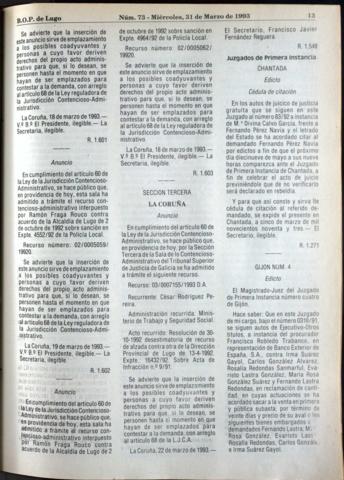 B.O.P. de Lugo
Núm. 73 - Miércoles, 31 de Marzo de 1993
13
Se advierte que la inserción de
este anuncio sirve de emplazamiento
a los posibles coadyuvantes y
personas a cuyo favor deriven
derechos del propio acto adminis-
trativo para que, si lo desean, se
personen hasta el momento en que
hayan de ser emplazados para
contestar a la demanda, con arreglo
al artículo 68 de la Ley reguladora de
la Jurisdicción Contencioso-Admi-
nistrativo.
La Coruña, 18 de marzo de 1993.—
V.º B.º El Presidente, ilegible.— La
Secretaria, ilegible.
R. 1.601
Anuncio
En cumplimiento del artículo 60 de
la Ley de la Jurisdicción Contencioso-
Administrativo, se hace público que,
en providencia de hoy, esta sala ha
admitido a trámite el recurso con-
tencioso-administrativo interpuesto
por Ramón Fraga Rouco contra
acuerdo de la Alcaldía de Lugo de 2
de octubre de 1992 sobre sanción en
Expte. 4552/92 de la Policía Local.
Recurso número: 02/0005059/
19920.
Se advierte que la inserción de
este anuncio sirve de emplazamiento
a los posibles coadyuvantes y
personas a cuyo favor deriven
derechos del propio acto adminis-
trativo para que, si lo desean, se
personen hasta el momento en que
hayan de ser emplazados para
contestar a la demanda, con arreglo
al artículo 68 de la Ley reguladora de
la Jurisdicción Contencioso-
Administrativo.
La Coruña, 19 de marzo de 1993.—
V.º B.º El Presidente, ilegible.— La
Secretaria, ilegible.
R. 1.602
Anuncio
En cumplimiento del artículo 60 de
la Ley de la Jurisdicción Contencioso-
Administrativo, se hace público que,
en providencia de hoy, esta sala ha
admitido a trámite el recurso con-
tencioso-administrativo interpuesto
por Ramón Fraga Rouco contra
acuerdo de la Alcaldía de Lugo de 2
de octubre de 1992 sobre sanción en
Expte. 4964/92 de la Policía Local.
Recurso número 02/0005062/
19920.
Se advierte que la inserción de
este anuncio sirve de emplazamiento
a los posibles coadyuvantes y
personas a cuyo favor deriven
derechos del propio acto adminis-
trativo para que, si lo desean, se
personen hasta el momento en que
hayan de ser emplazados para
contestar a la demanda, con arreglo
al artículo 68 de la Ley reguladora de
la Jurisdicción Contencioso-
Administrativo.
La Coruña, 18 de marzo de 1993.—
V.º B.º El Presidente, ilegible.— La
Secretaria, ilegible.
R. 1.603
SECCION TERCERA
LA CORUÑA
Anuncio
En cumplimiento del artículo 60 de
la Ley de la Jurisdicción Contencioso-
Administrativo, se hace público que,
en providencia de hoy, por la Sección
Tercera de la Sala de lo Contencioso-
Administrativo del Tribunal Superior
de Justicia de Galicia se ha admitido
a trámite el siguiente recurso.
Recurso: 03/0007155/1993 D.A.
Recurrente: César Rodríguez Pe-
reira.
Administración recurrida. Minis-
terio de Trabajo y Seguridad Social.
Acto recurrido: Resolución de 30-
10-1992 desestimatoria de recurso
de alzada contra otra de la Dirección
Provincial de Lugo de 13-4-1992.
Expte. 16432/92 Sobre Acta de
Infracción n.º 9/91.
Se advierte que la inserción de
este anuncio sirve de emplazamiento
a los posibles coadyuvantes y
personas a cuyo favor deriven
derechos del propio acto adminis-
trativo para que, si lo desean, se
personen hasta el momento en que
hayan de ser emplazados para
contestar a la demanda, con arreglo
al artículo 68 de la L.J.C.A.
La Coruña, 22 de marzo de 1993.—
El Secretario, Francisco Javier
Fernández Reguera.
R. 1.549
Juzgados de Primera Instancia
CHANTADA
Edicto
Cédula de citación
En los autos de juicios de justicia
gratuita que se siguen en este
Juzgado al número 83/92 a instancia
de M.ª Divina Calvo García, frente a
Fernando Pérez Navia y el letrado
del Estado se ha acordado citar al
demandado Fernando Pérez Navia
por edictos a fin de que el próximo
día diecinueve de mayo a sus nueve
horas comparezca ante el Juzgado
de Primera Instancia de Chantada, a
fin de celebrar el acto de juicio
previniéndole que de no verificarlo
será declarado en rebeldía.
Y para que así conste y sirva de
cédula de citación al referido de-
mandado, se expide el presente en
Chantada, a cinco de marzo de mil
novecientos noventa y tres.— El
Secretario, ilegible.
R. 1.271
GIJON NUM. 4
Edicto
El Magistrado-Juez del Juzgado
de Primera Instancia número cuatro
de Gijón.
Hace saber: Que en este Juzgado
de mi cargo, bajo el número
se siguen autos de Ejecutivo-Otros
títulos, a instancia del procurador
Francisco Robledo Trabanco, en
representación de Banco Exterior de
España, S.A., contra Irma Suárez
Gayol, Carlos González Alvarez,
Rosalía Redondas Sanmarful, Eva-
risto Lastra González, María Rosa
González Suárez y Fernando Lastra
Redondas, en reclamación de canti-
dad, en cuyas actuaciones se ha
acordado sacar a la venta en primera
y pública subasta, por término de
veinte días y precio de su aval o los
siguientes bienes embargados a
demandados Fernando Lastra, M.ª
Rosa González, Evaristo Lastra,
Rosalía Redondas, Carlos González
e Irma Suárez Gayol.